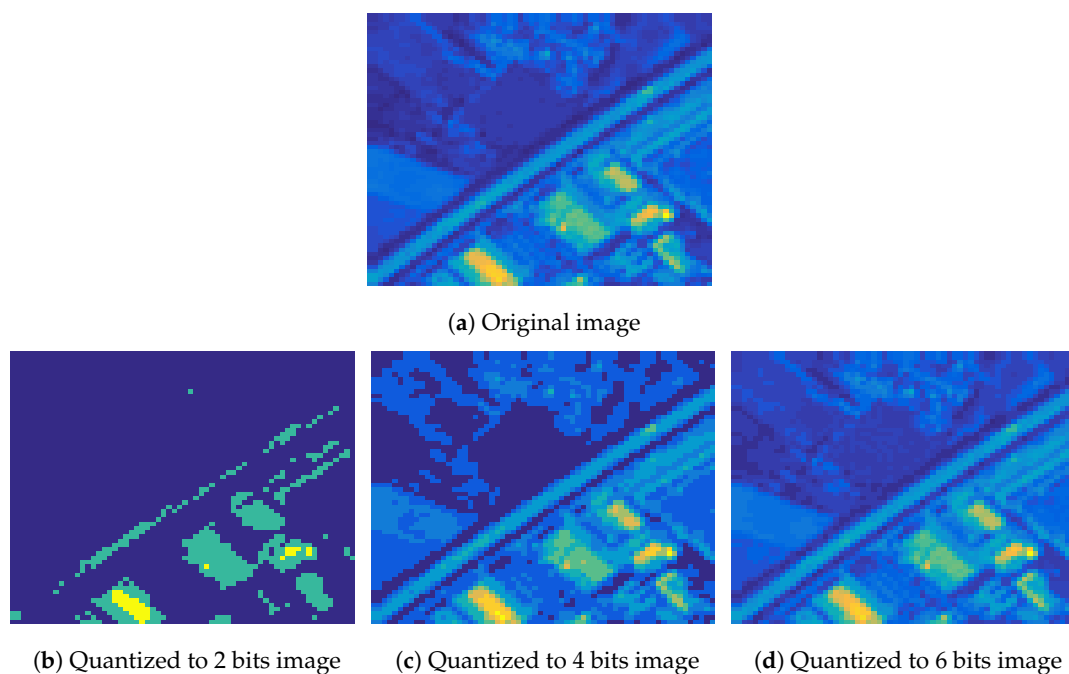 (a) Original image
(b) Quantized to 2 bits image
(c) Quantized to 4 bits image
(d) Quantized to 6 bits image